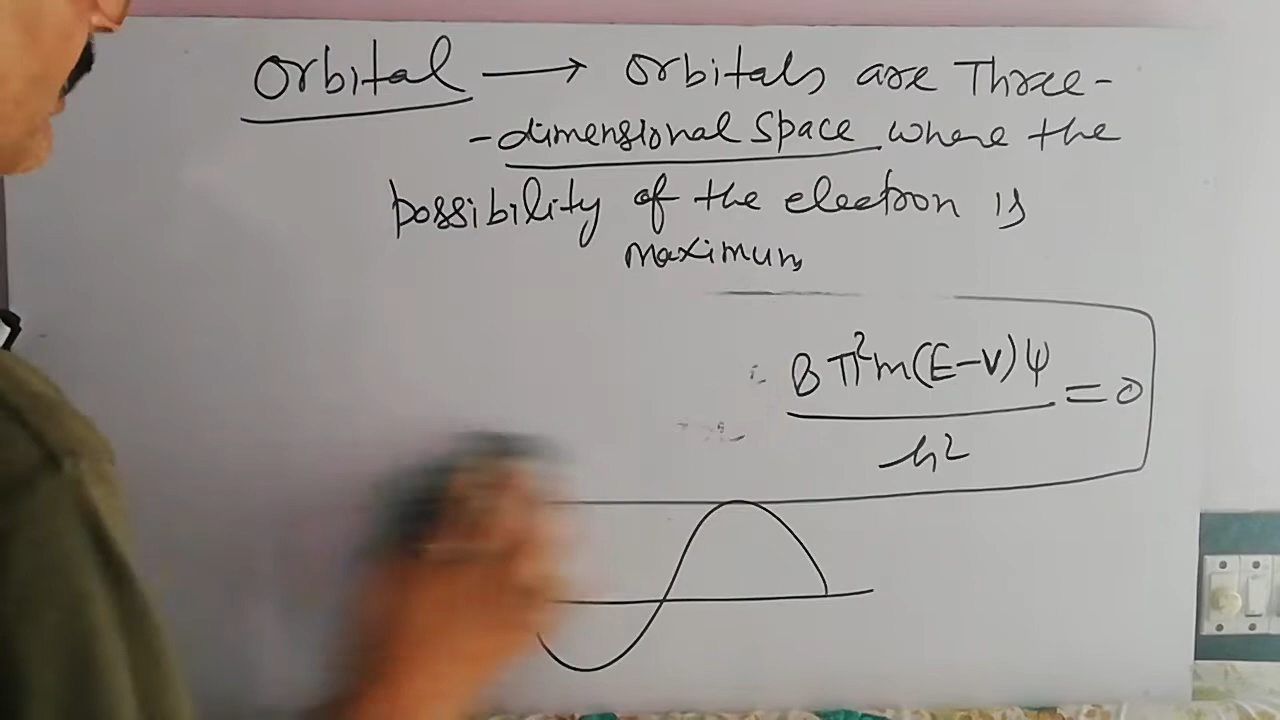 Orbital → Orbitals are Three-
-dimensional Space where the
possibility of the electron is
maximum
8π²m(E-V)ψ
= 0
h²